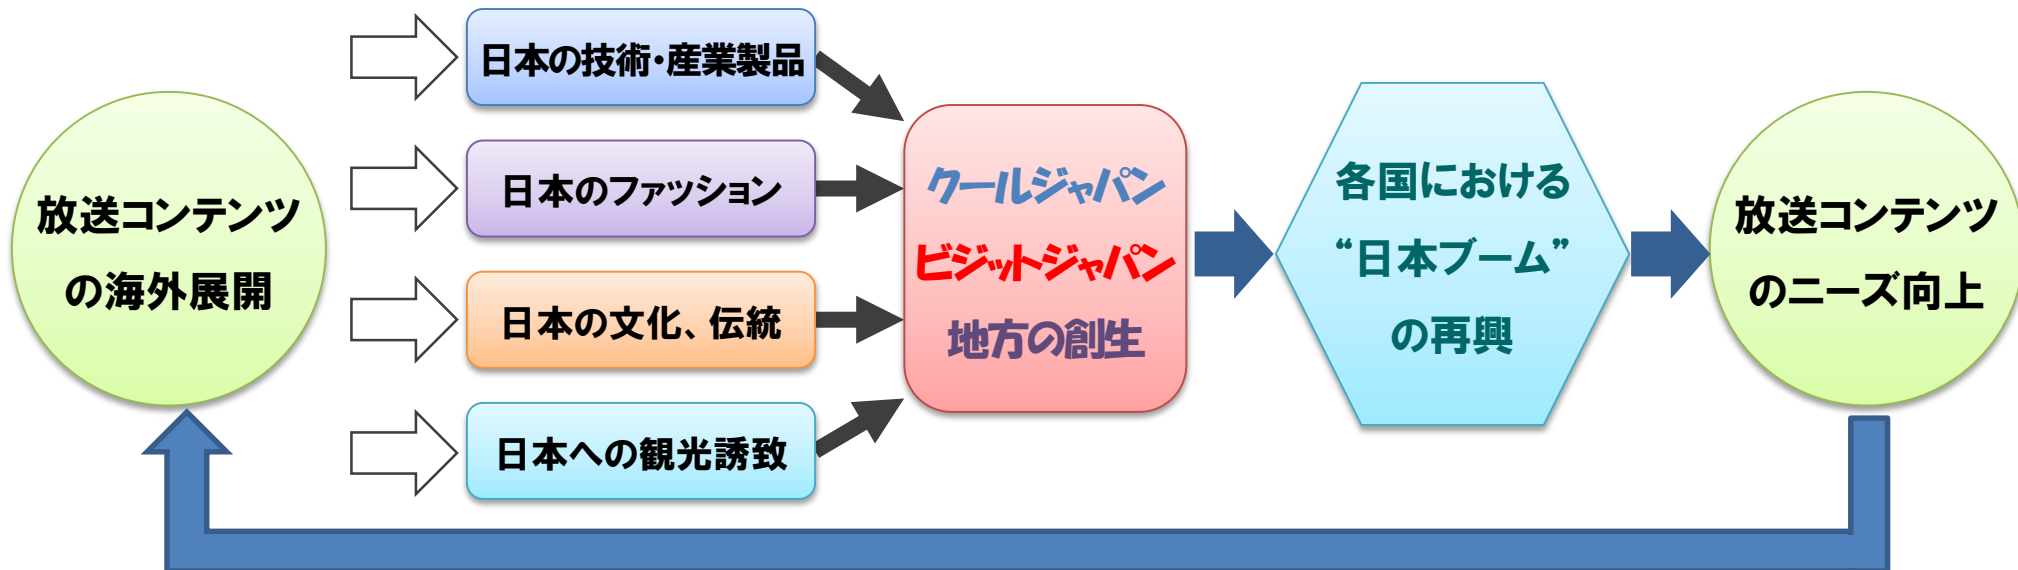 放送コンテンツ
の海外展開
日本の技術・産業製品
日本のファッション
日本の文化、伝統
日本への観光誘致
クールジャパン
ビジットジャパン
地方の創生
各国における
“日本ブーム”
の再興
放送コンテンツ
のニーズ向上